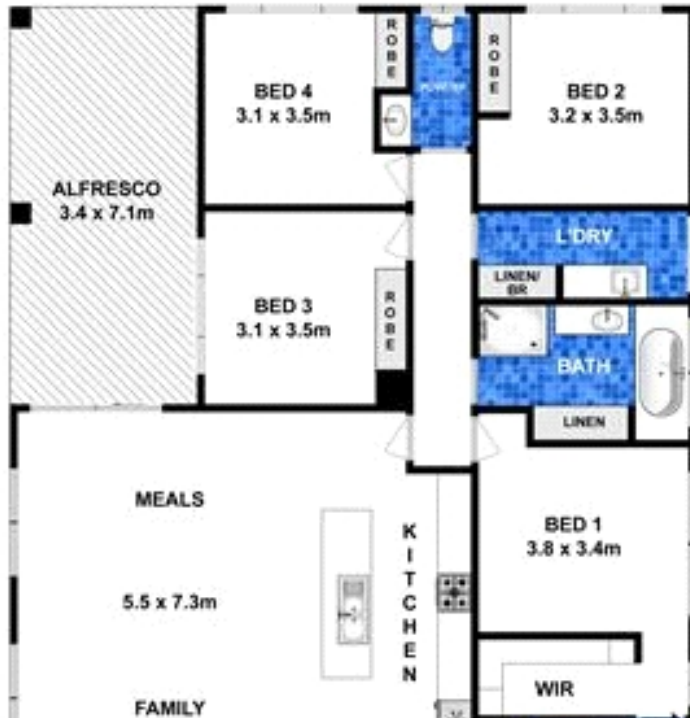 ROBE
BED 4
3.1 x 3.5m
ROBE
BED 2
3.2 x 3.5m
ALFRESCO
3.4 x 7.1m
L'DRY
LINEN/
BR
BED 3
3.1 x 3.5m
ROBE
BATH
LINEN
MEALS
KITCHEN
BED 1
3.8 x 3.4m
5.5 x 7.3m
WIR
FAMILY